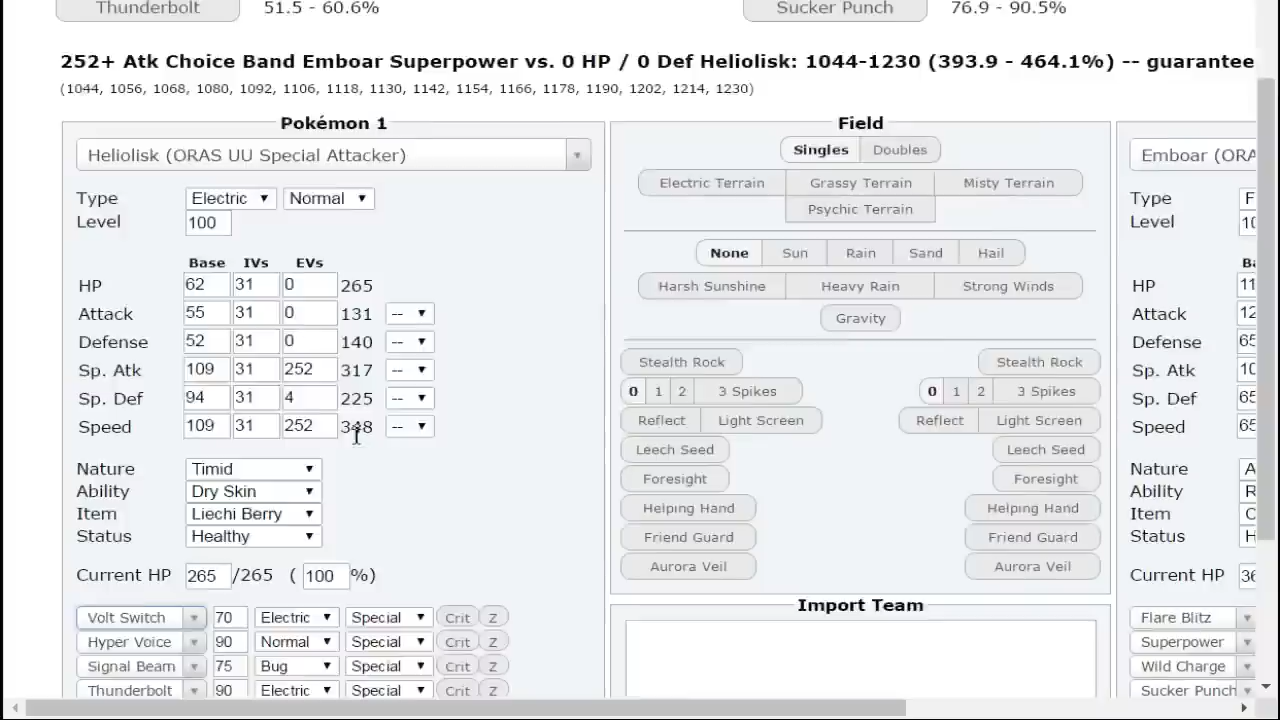 Thunderbolt 51.5 - 60.6% Sucker Punch 76.9 - 90.5%
252+ Atk Choice Band Emboar Superpower vs. 0 HP / 0 Def Heliolisk: 1044-1230 (393.9 - 464.1%) -- guarantee
(1044, 1056, 1068, 1080, 1092, 1106, 1118, 1130, 1142, 1154, 1166, 1178, 1190, 1202, 1214, 1230)
Pokémon 1
Heliolisk (ORAS UU Special Attacker)
Type Electric Normal
Level 100
Base IVs EVs
HP 62 31 0 265
Attack 55 31 0 131 --
Defense 52 31 0 140 --
Sp. Atk 109 31 252 317 --
Sp. Def 94 31 4 225 --
Speed 109 31 252 348 --
Nature Timid
Ability Dry Skin
Item Liechi Berry
Status Healthy
Current HP 265 /265 ( 100 %)
Volt Switch 70 Electric Special Crit Z
Hyper Voice 90 Normal Special Crit Z
Signal Beam 75 Bug Special Crit Z
Thunderbolt 90 Electric Special Crit Z
Field
Singles Doubles
Electric Terrain Grassy Terrain Misty Terrain
Psychic Terrain
None Sun Rain Sand Hail
Harsh Sunshine Heavy Rain Strong Winds
Gravity
Stealth Rock Stealth Rock
0 1 2 3 Spikes 0 1 2 3 Spikes
Reflect Light Screen Reflect Light Screen
Leech Seed Leech Seed
Foresight Foresight
Helping Hand Helping Hand
Friend Guard Friend Guard
Aurora Veil Aurora Veil
Import Team
Emboar (ORA
Type F
Level 10
Ba
HP 11
Attack 12
Defense 65
Sp. Atk 10
Sp. Def 65
Speed 65
Nature A
Ability R
Item C
Status H
Current HP 36
Flare Blitz
Superpower
Wild Charge
Sucker Punch